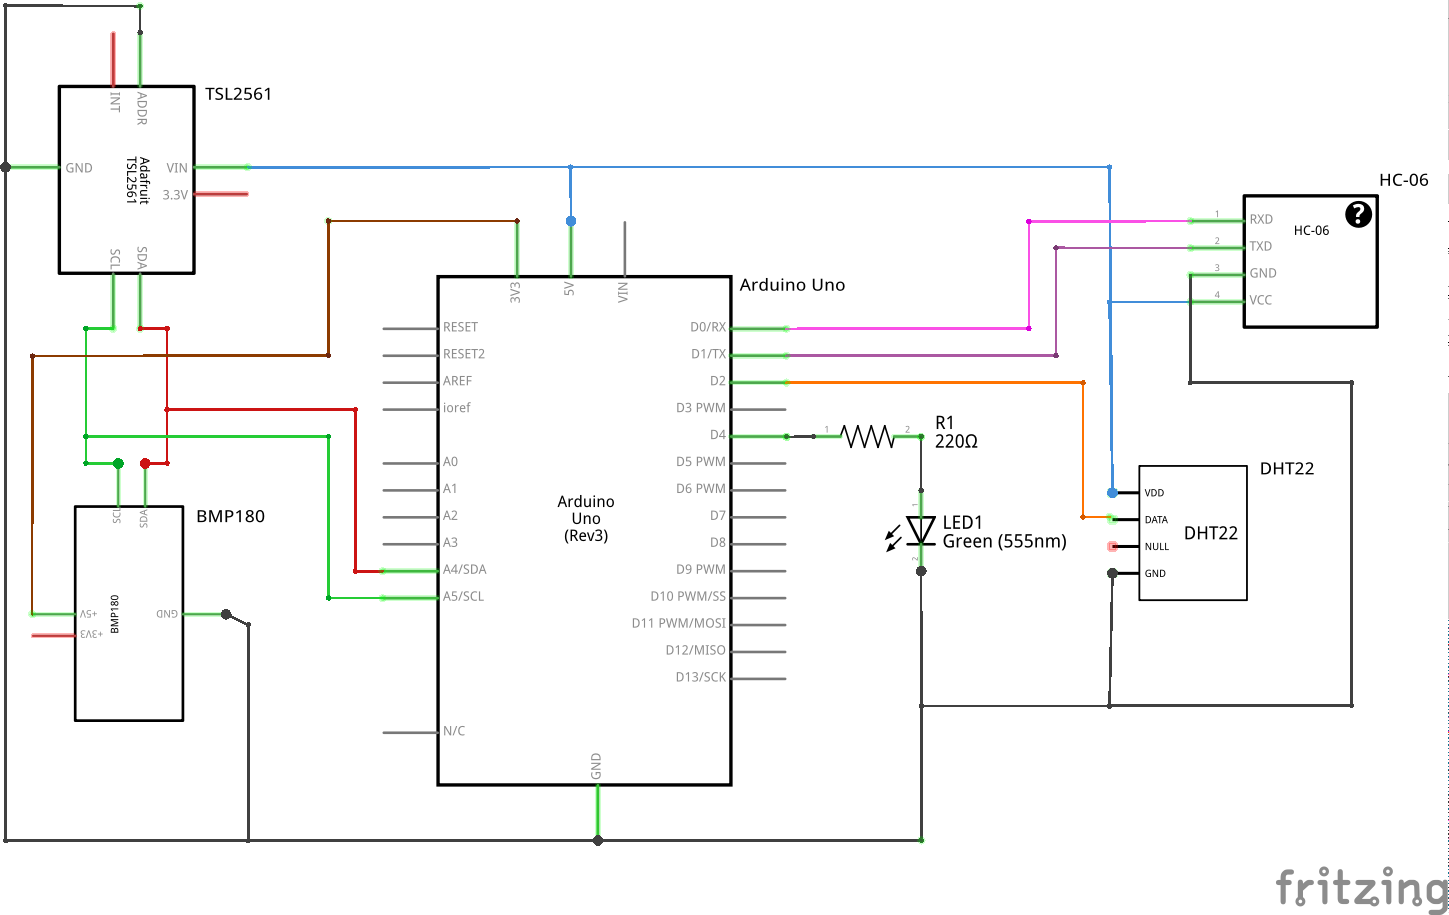 INT
ADDR
TSL2561
GND
Adafruit
TSL2561
VIN
3.3V
SCL
SDA
HC-06
1
RXD
HC-06
?
2
TXD
3
GND
4
VCC
3V3
5V
VIN
Arduino Uno
RESET
D0/RX
RESET2
D1/TX
AREF
D2
ioref
D3 PWM
D4
1
2
R1
220Ω
A0
D5 PWM
A1
D6 PWM
A2
D7
A3
D8
A4/SDA
D9 PWM
A5/SCL
D10 PWM/SS
D11 PWM/MOSI
D12/MISO
D13/SCK
N/C
GND
Arduino
Uno
(Rev3)
1
LED1
Green (555nm)
2
DHT22
VDD
DATA
DHT22
NULL
GND
BMP180
SCL
SDA
+5V
+3V3
BMP180
GND
fritzing